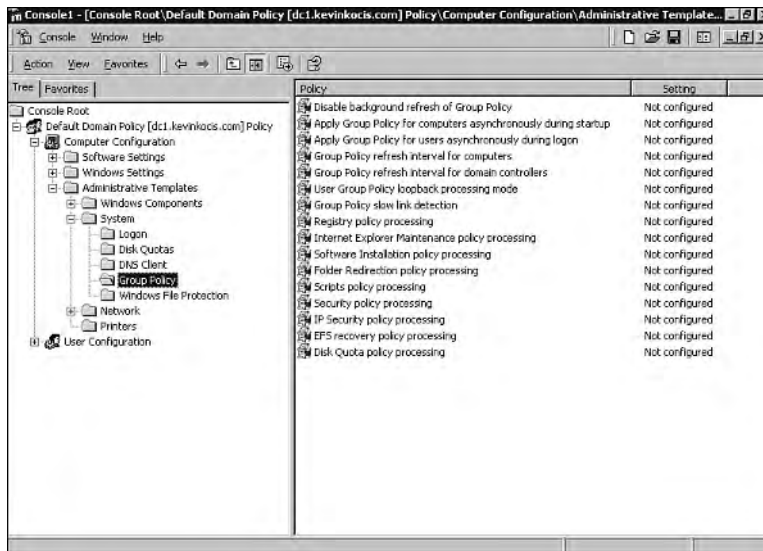 Console1 - [Console Root\Default Domain Policy [dc1.kevinkocis.com] Policy\Computer Configuration\Administrative Template...
Console Window Help
Action View Favorites
Tree Favorites
Console Root
Default Domain Policy [dc1.kevinkocis.com] Policy
Computer Configuration
Software Settings
Windows Settings
Administrative Templates
Windows Components
System
Logon
Disk Quotas
DNS Client
Group Policy
Windows File Protection
Network
Printers
User Configuration
Policy Setting
Disable background refresh of Group Policy Not configured
Apply Group Policy for computers asynchronously during startup Not configured
Apply Group Policy for users asynchronously during logon Not configured
Group Policy refresh interval for computers Not configured
Group Policy refresh interval for domain controllers Not configured
User Group Policy loopback processing mode Not configured
Group Policy slow link detection Not configured
Registry policy processing Not configured
Internet Explorer Maintenance policy processing Not configured
Software Installation policy processing Not configured
Folder Redirection policy processing Not configured
Scripts policy processing Not configured
Security policy processing Not configured
IP Security policy processing Not configured
EFS recovery policy processing Not configured
Disk Quota policy processing Not configured